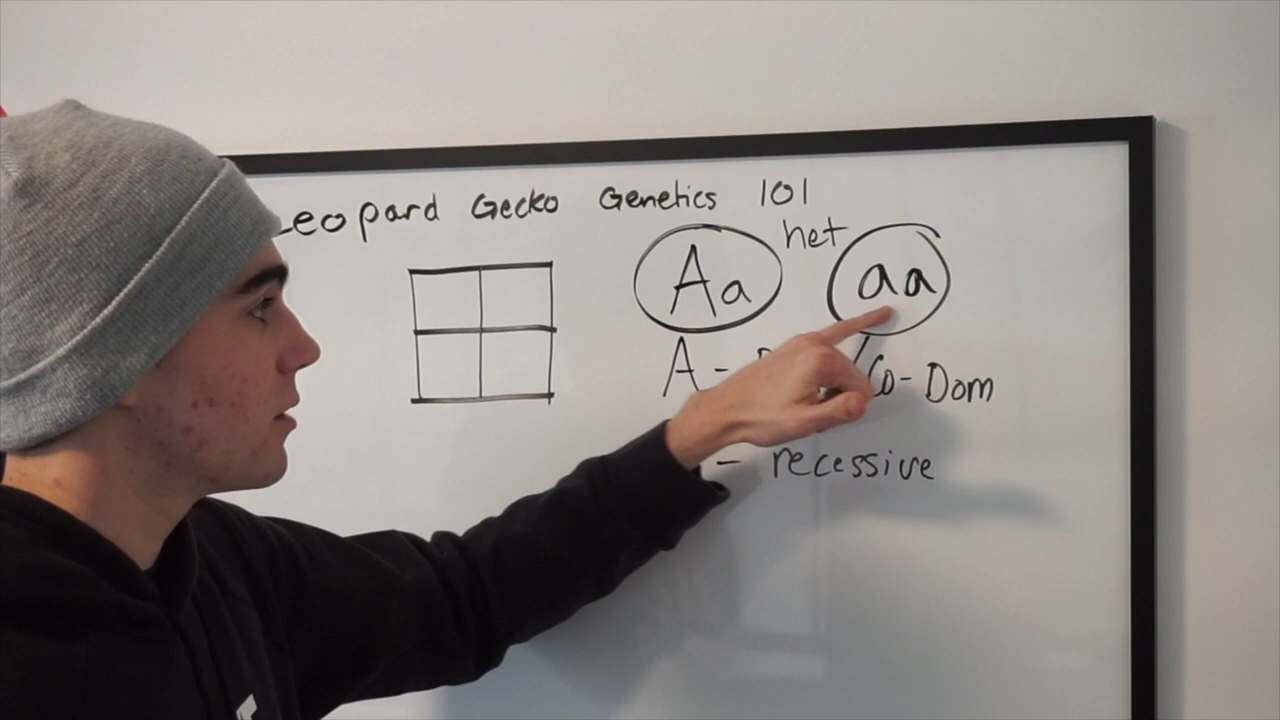 Leopard Gecko Genetics 101
Aa het aa
A - /Co-Dom
- recessive